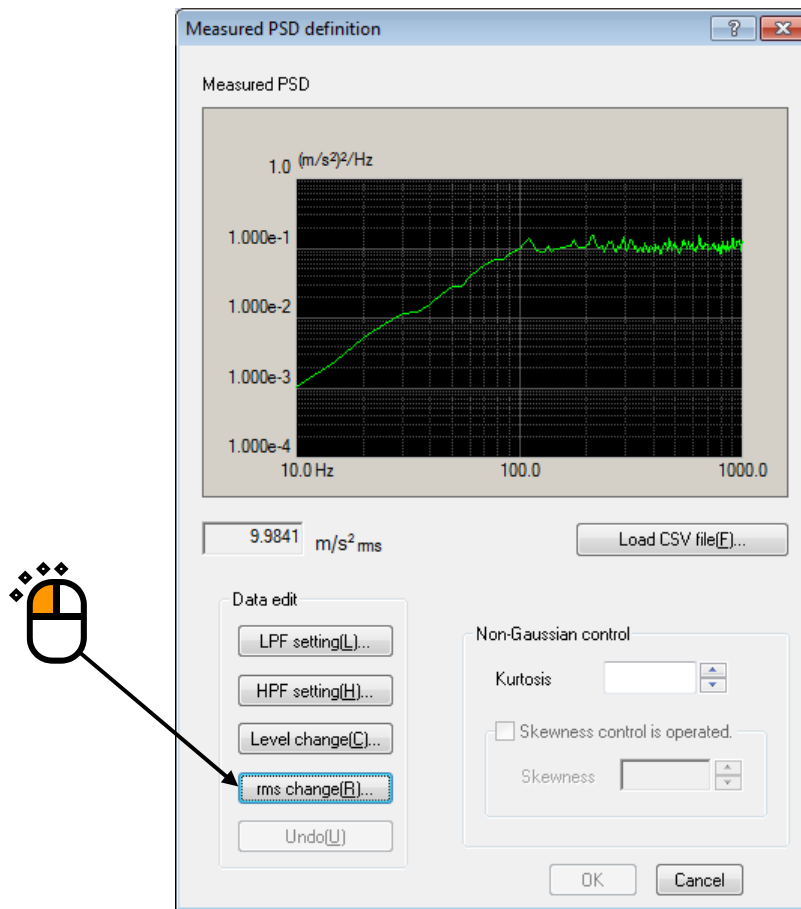 Measured PSD definition
Measured PSD
1.0 (m/s²)²/Hz
1.000e-1
1.000e-2
1.000e-3
1.000e-4
10.0 Hz 100.0 1000.0
9.9841 m/s² rms
Load CSV file(F)...
Data edit
LPF setting(L)...
HPF setting(H)...
Level change(C)...
rms change(R)...
Undo(U)
Non-Gaussian control
Kurtosis
Skewness control is operated.
Skewness
OK Cancel